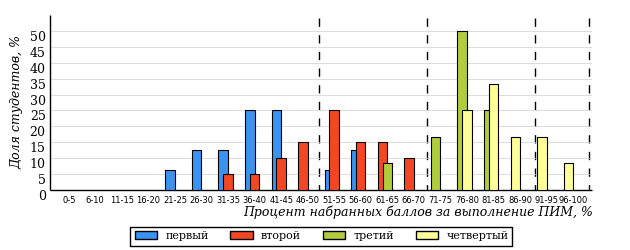 Доля студентов, %
50
45
40
35
30
25
20
15
10
5
0
0-5 6-10 11-15 16-20 21-25 26-30 31-35 36-40 41-45 46-50 51-55 56-60 61-65 66-70 71-75 76-80 81-85 86-90 91-95 96-100
Процент набранных баллов за выполнение ПИМ, %
первый второй третий четвертый